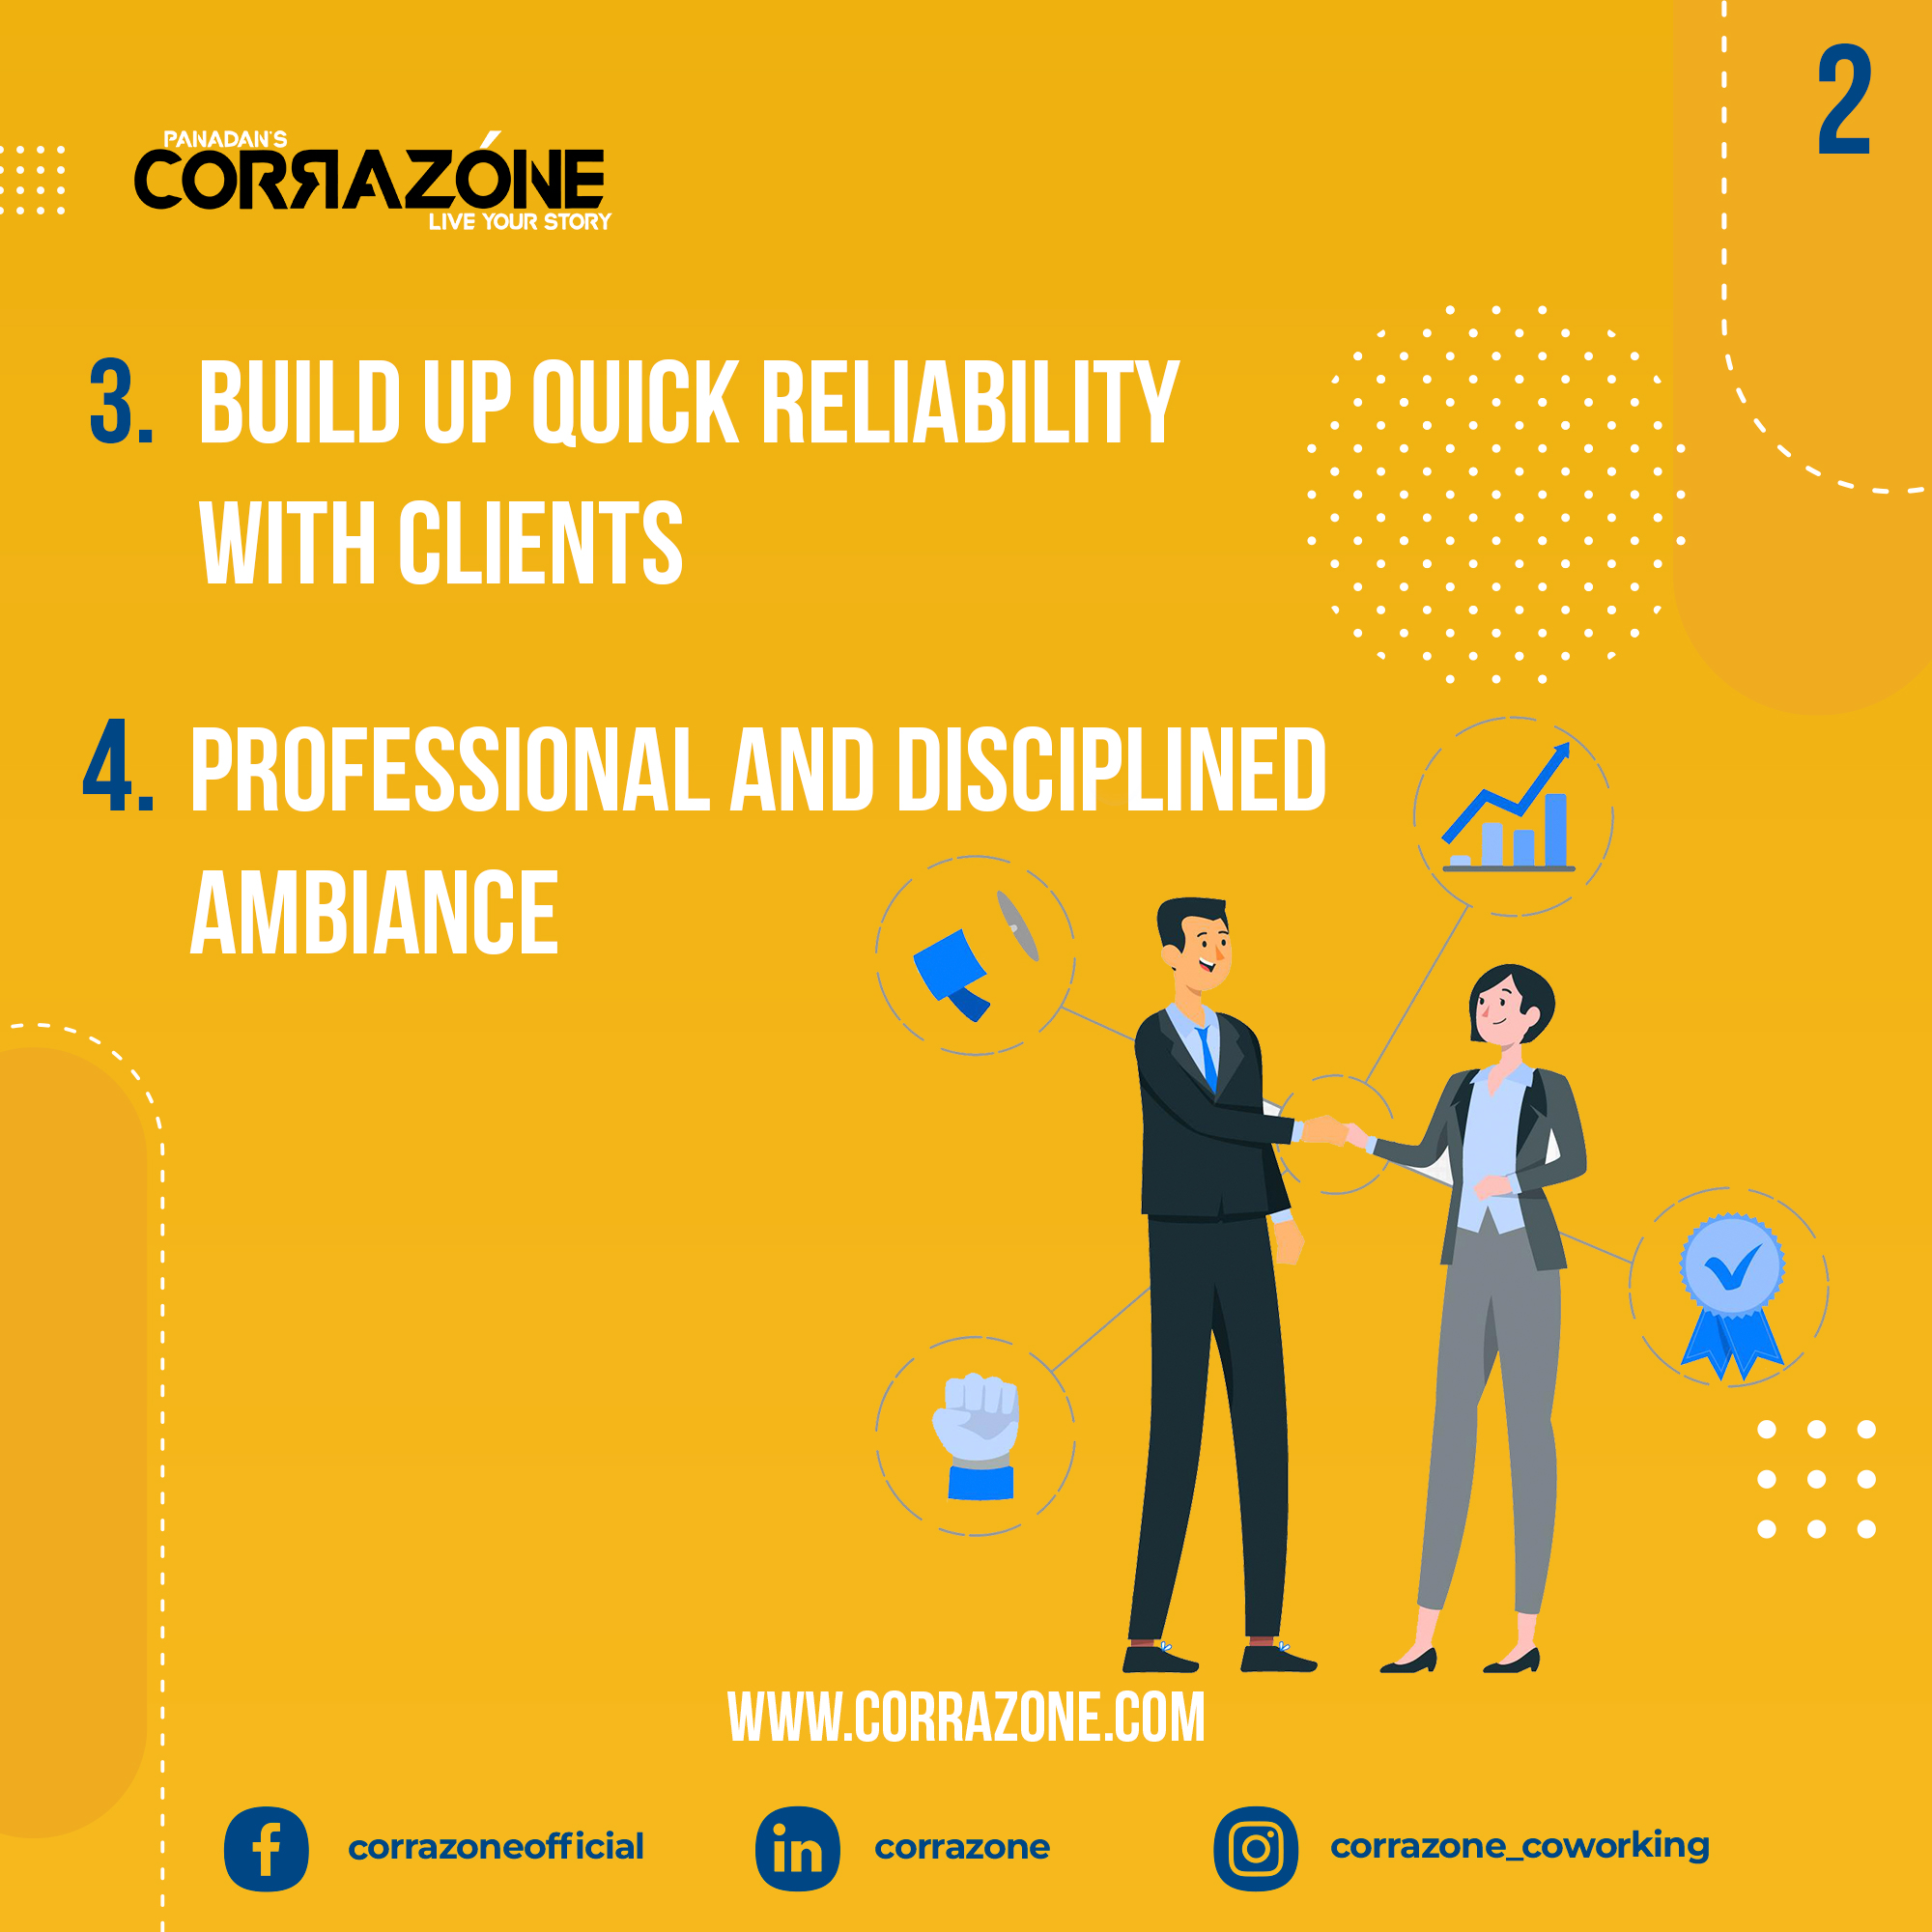 2
PANADAN'S
CORRAZÓNE
LIVE YOUR STORY
3. BUILD UP QUICK RELIABILITY
WITH CLIENTS
4. PROFESSIONAL AND DISCIPLINED
AMBIANCE
WWW.CORRAZONE.COM
corrazoneofficial
in corrazone
corrazone_coworking